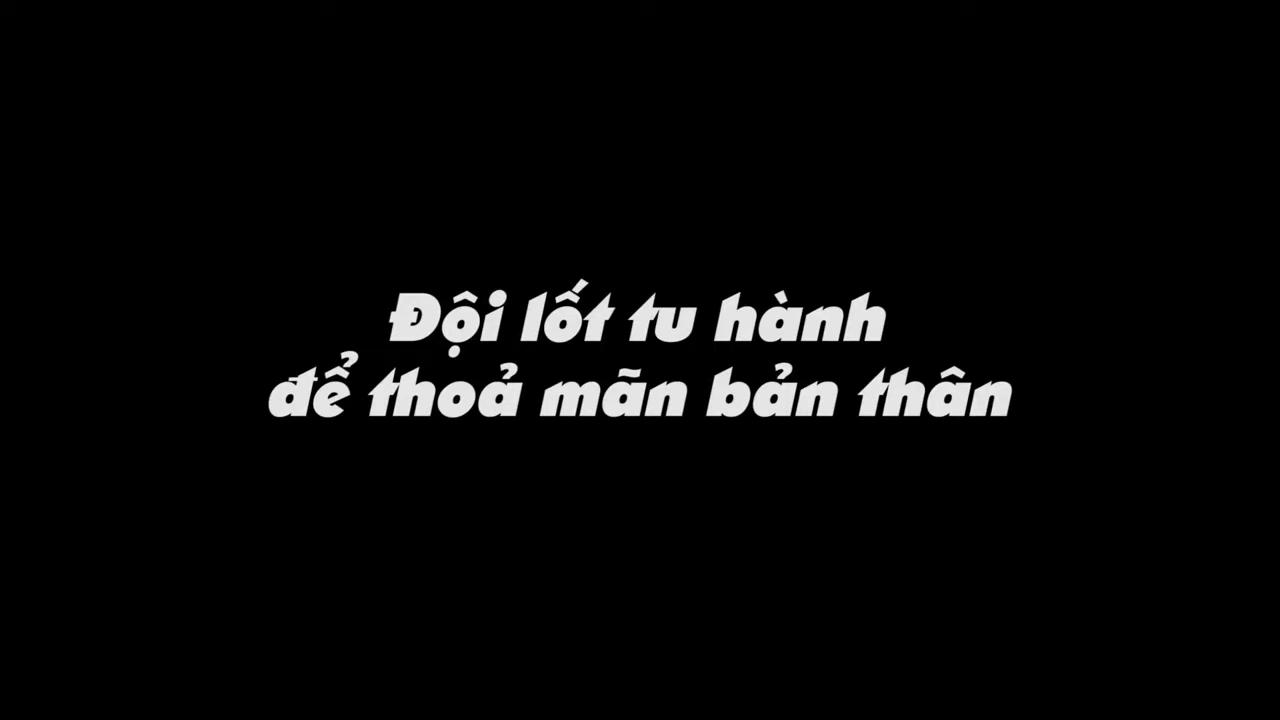 Đội lốt tu hành
để thoả mãn bản thân